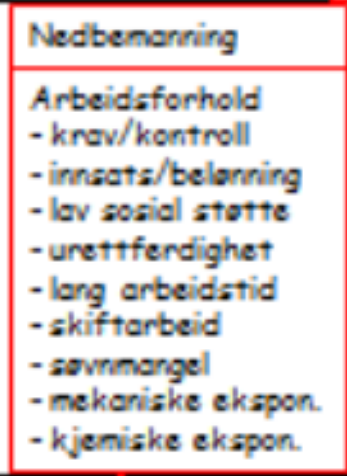 Nedbemanning
Arbeidsforhold
- krav/kontroll
- innsats/belønning
- lav sosial støtte
- urettferdighet
- lang arbeidstid
- skiftarbeid
- søvnmangel
- mekaniske ekspon.
- kjemiske ekspon.